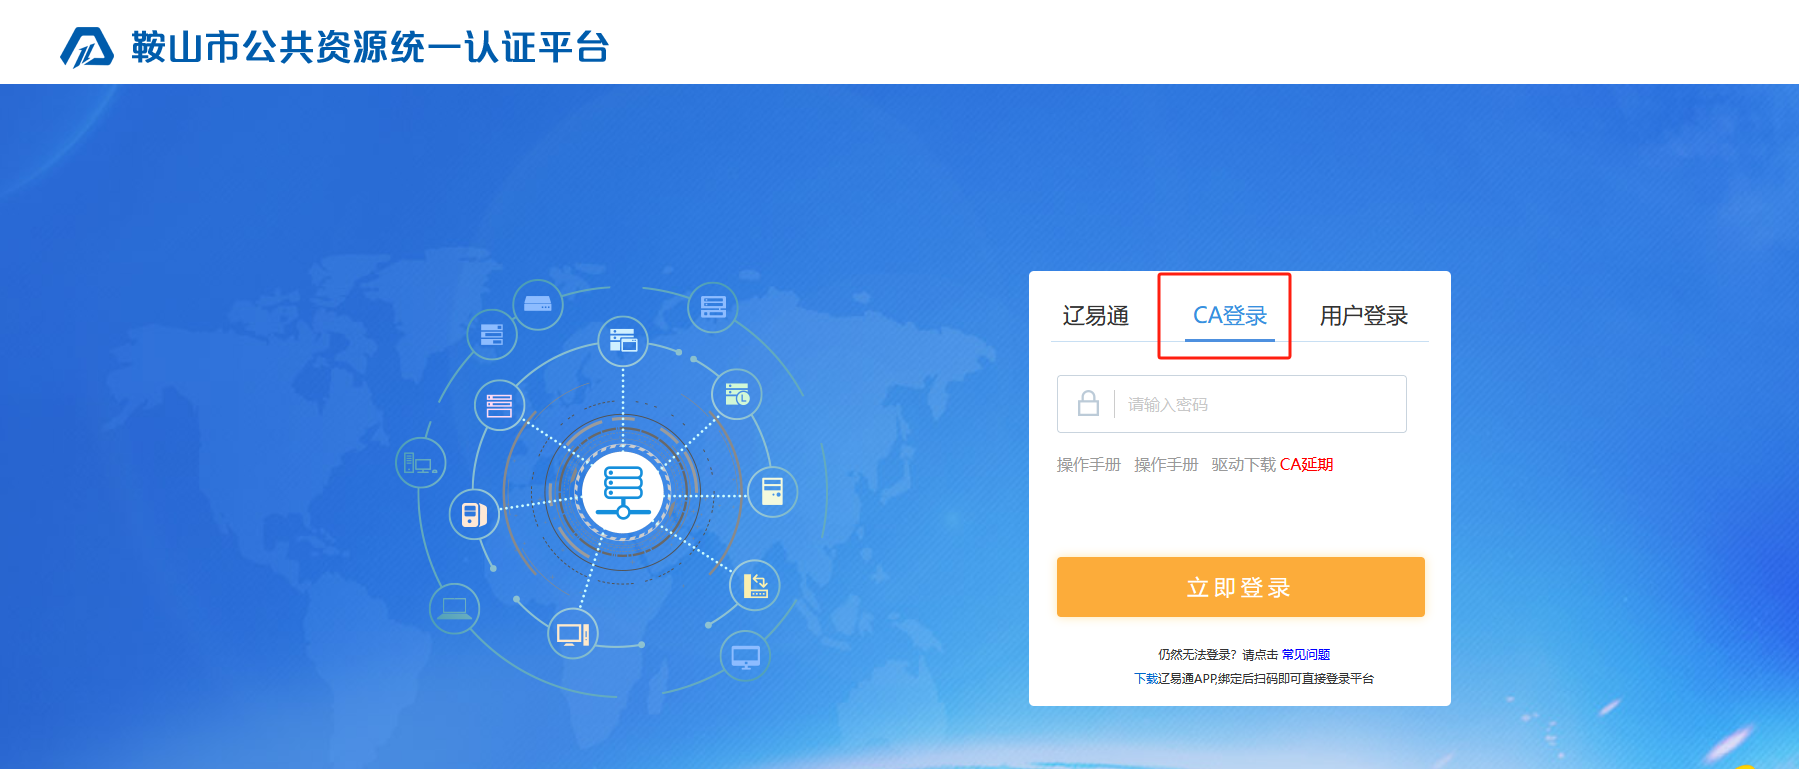 鞍山市公共资源统一认证平台
辽易通 CA登录 用户登录
请输入密码
操作手册 操作手册 驱动下载 CA延期
立即登录
仍然无法登录？请点击 常见问题
下载辽易通APP,绑定后扫码即可直接登录平台